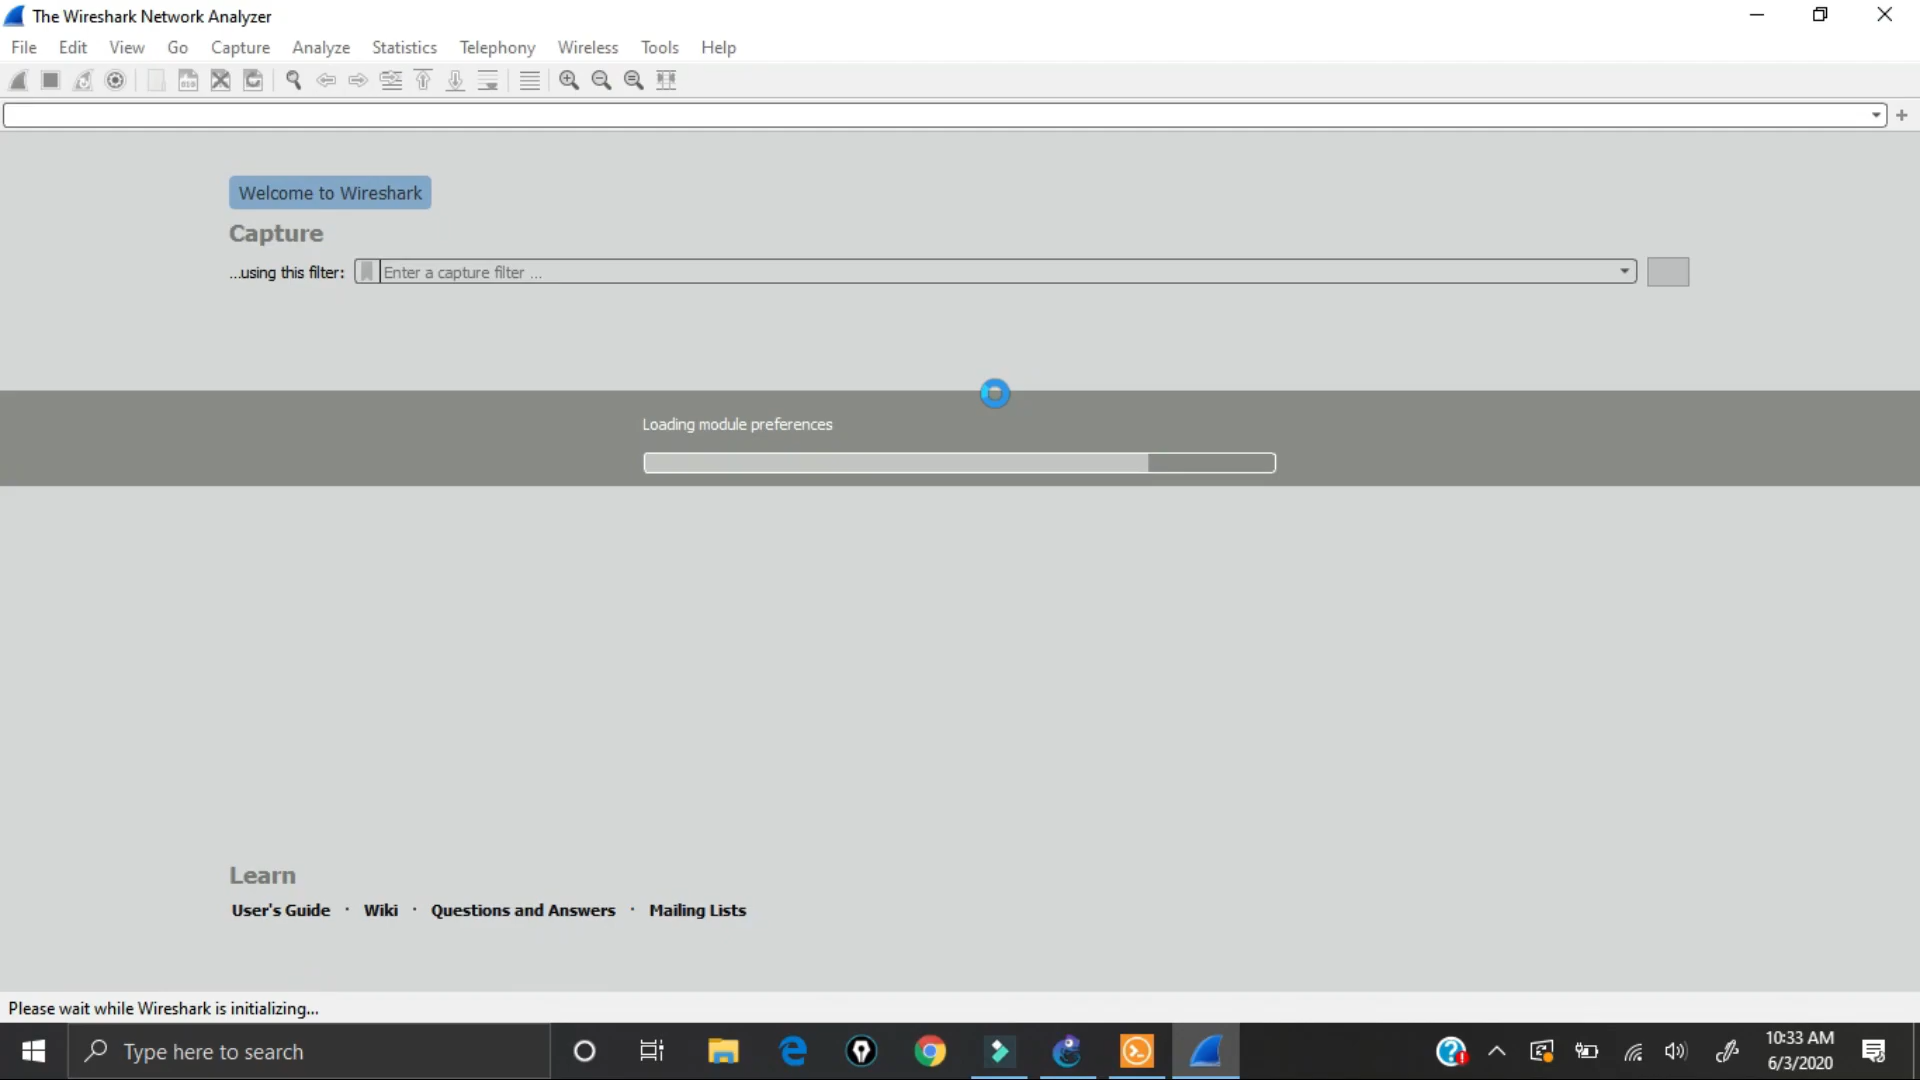 The Wireshark Network Analyzer
File Edit View Go Capture Analyze Statistics Telephony Wireless Tools Help
Welcome to Wireshark
Capture
...using this filter: Enter a capture filter ...
Loading module preferences
Learn
User's Guide · Wiki · Questions and Answers · Mailing Lists
Please wait while Wireshark is initializing...
Type here to search
10:33 AM
6/3/2020